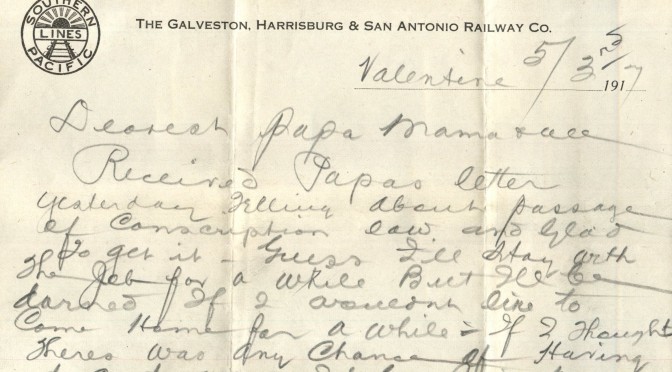 SOUTHERN
LINES
PACIFIC
THE GALVESTON, HARRISBURG & SAN ANTONIO RAILWAY CO.
Valentine 5/3rd/ 1917
Dearest papa mama & all
Received Papas letter
yesterday Telling About passage
of Conscription law and glad
To get it - Guess I'll stay with
The Job for a while But I'll be
darned If I wouldnt like to
Come Home for a while = If I Thought
Theres was Any Chance of Having